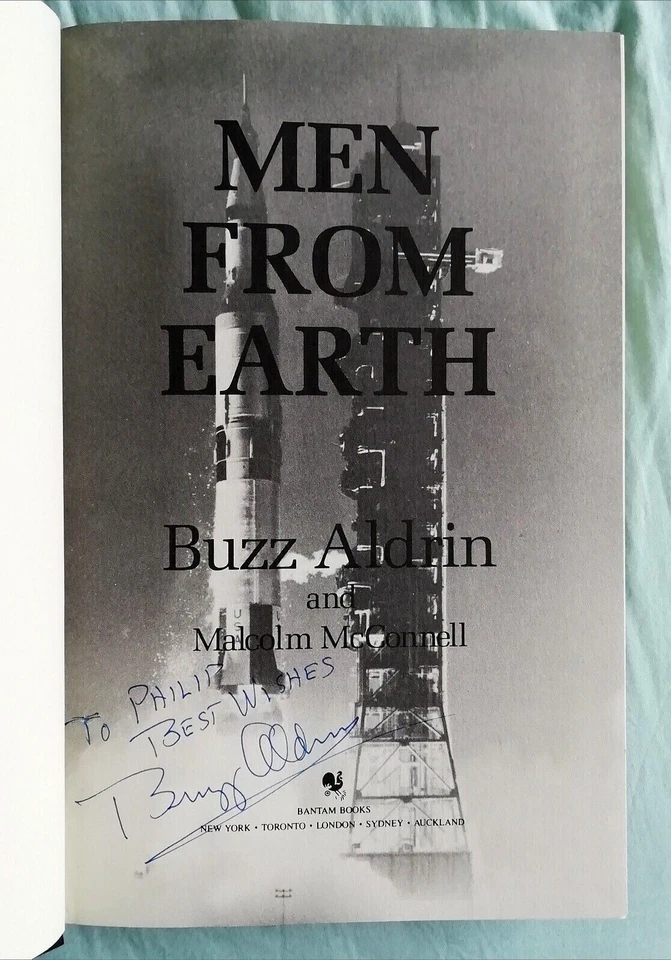 MEN
FROM
EARTH
Buzz Aldrin
and
Malcolm McConnell
TO PHILIP
BEST WISHES
Buzz Aldrin
BANTAM BOOKS
NEW YORK • TORONTO • LONDON • SYDNEY • AUCKLAND